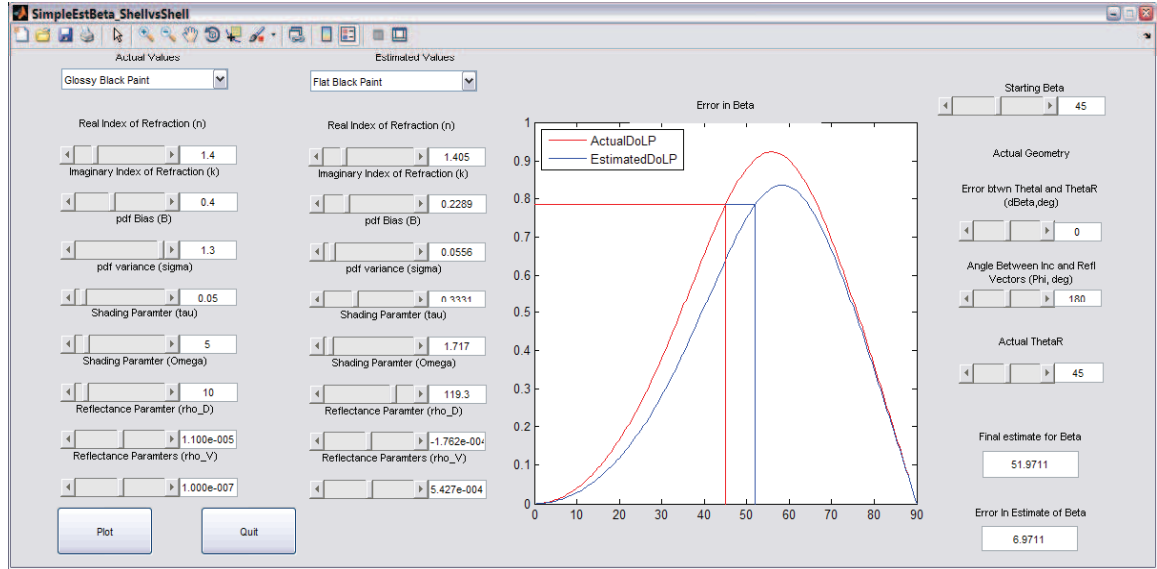 SimpleEstBeta_ShellvsShell
Actual Values
Glossy Black Paint
Real Index of Refraction (n)
1.4
Imaginary Index of Refraction (k)
0.4
pdf Bias (B)
1.3
pdf variance (sigma)
0.05
Shading Paramter (tau)
5
Shading Paramter (Omega)
10
Reflectance Paramter (rho_D)
1.100e-005
Reflectance Paramters (rho_V)
1.000e-007
Plot
Quit
Estimated Values
Flat Black Paint
Real Index of Refraction (n)
1.405
Imaginary Index of Refraction (k)
0.2289
pdf Bias (B)
0.0556
pdf variance (sigma)
0.3331
Shading Paramter (tau)
1.717
Shading Paramter (Omega)
119.3
Reflectance Paramter (rho_D)
-1.762e-004
Reflectance Paramters (rho_V)
5.427e-004
Error in Beta
ActualDoLP
EstimatedDoLP
1
0.9
0.8
0.7
0.6
0.5
0.4
0.3
0.2
0.1
0
0 10 20 30 40 50 60 70 80 90
Starting Beta
45
Actual Geometry
Error btwn ThetaI and ThetaR
(dBeta,deg)
0
Angle Between Inc and Refl
Vectors (Phi, deg)
180
Actual ThetaR
45
Final estimate for Beta
51.9711
Error In Estimate of Beta
6.9711